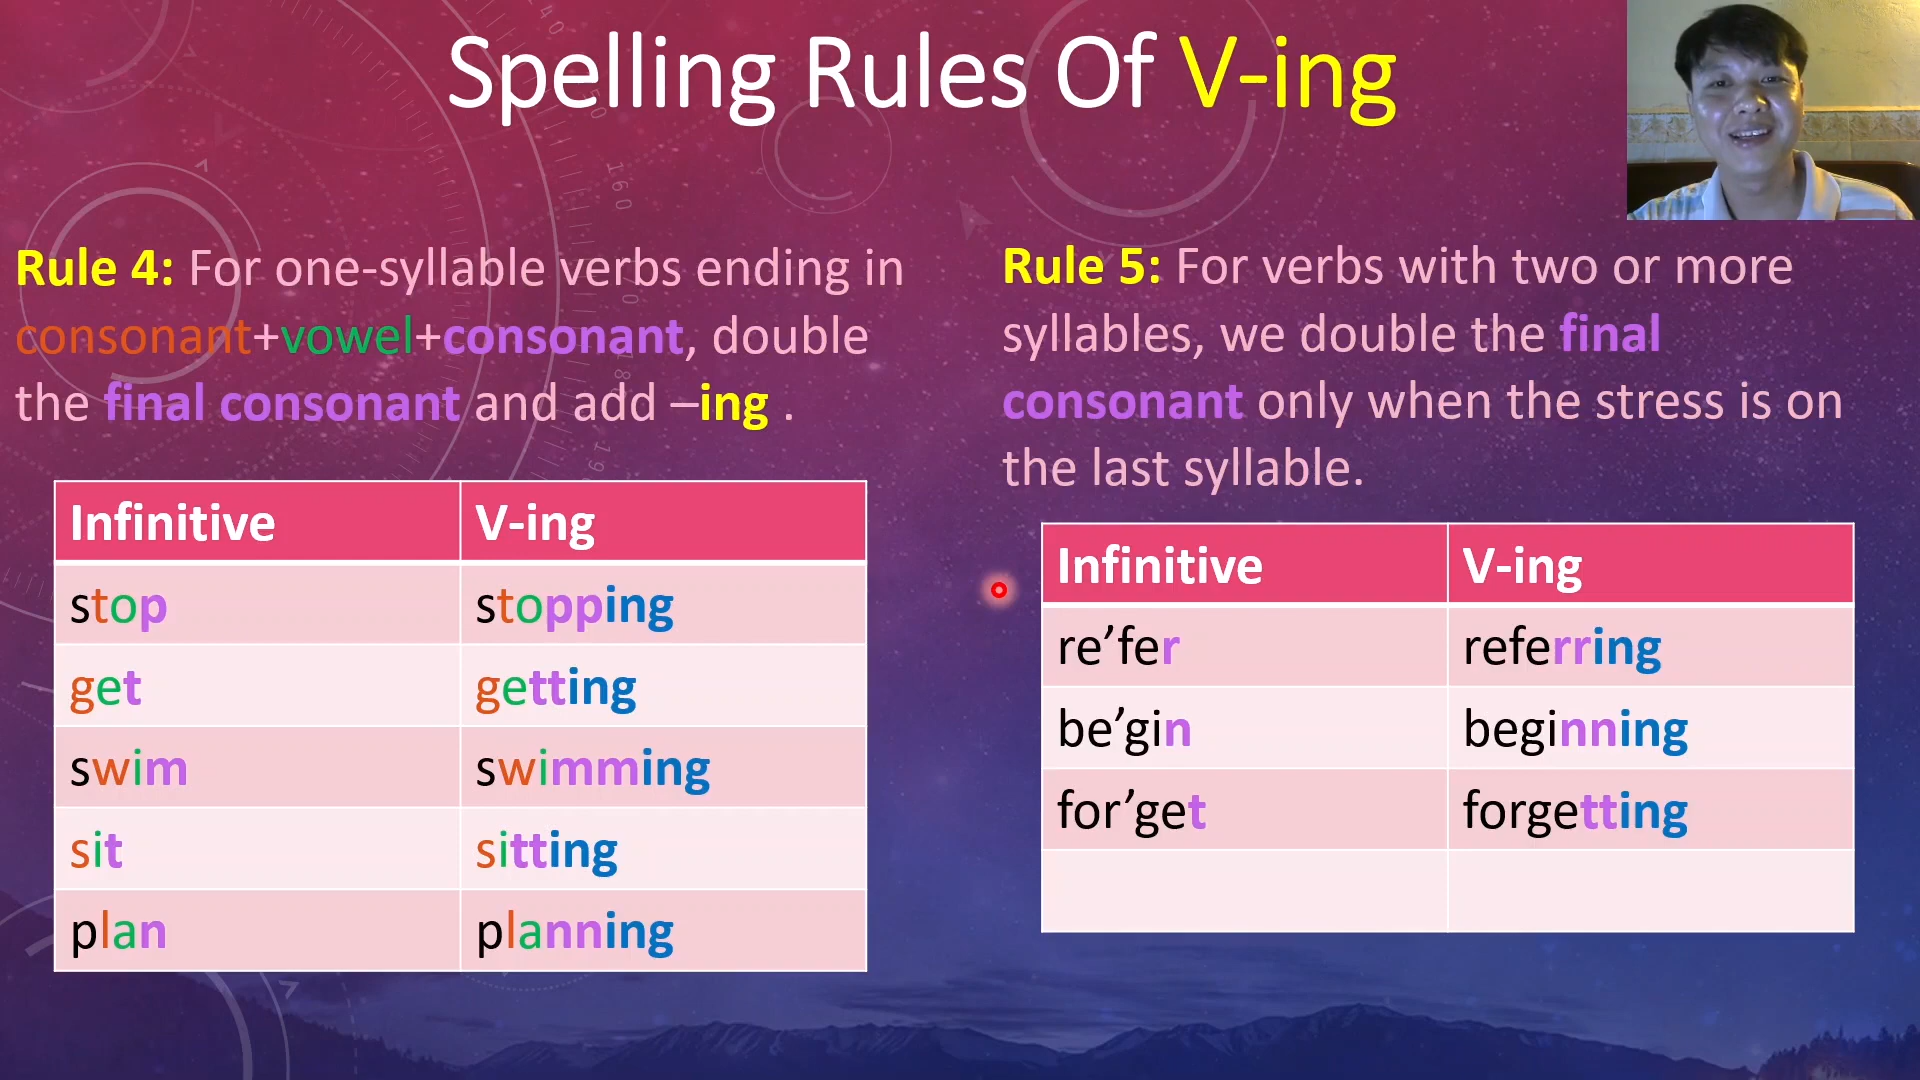 Spelling Rules Of V-ing
Rule 4: For one-syllable verbs ending in
consonant+vowel+consonant, double
the final consonant and add –ing .
Infinitive V-ing
stop stopping
get getting
swim swimming
sit sitting
plan planning
Rule 5: For verbs with two or more
syllables, we double the final
consonant only when the stress is on
the last syllable.
Infinitive V-ing
re’fer referring
be’gin beginning
for’get forgetting